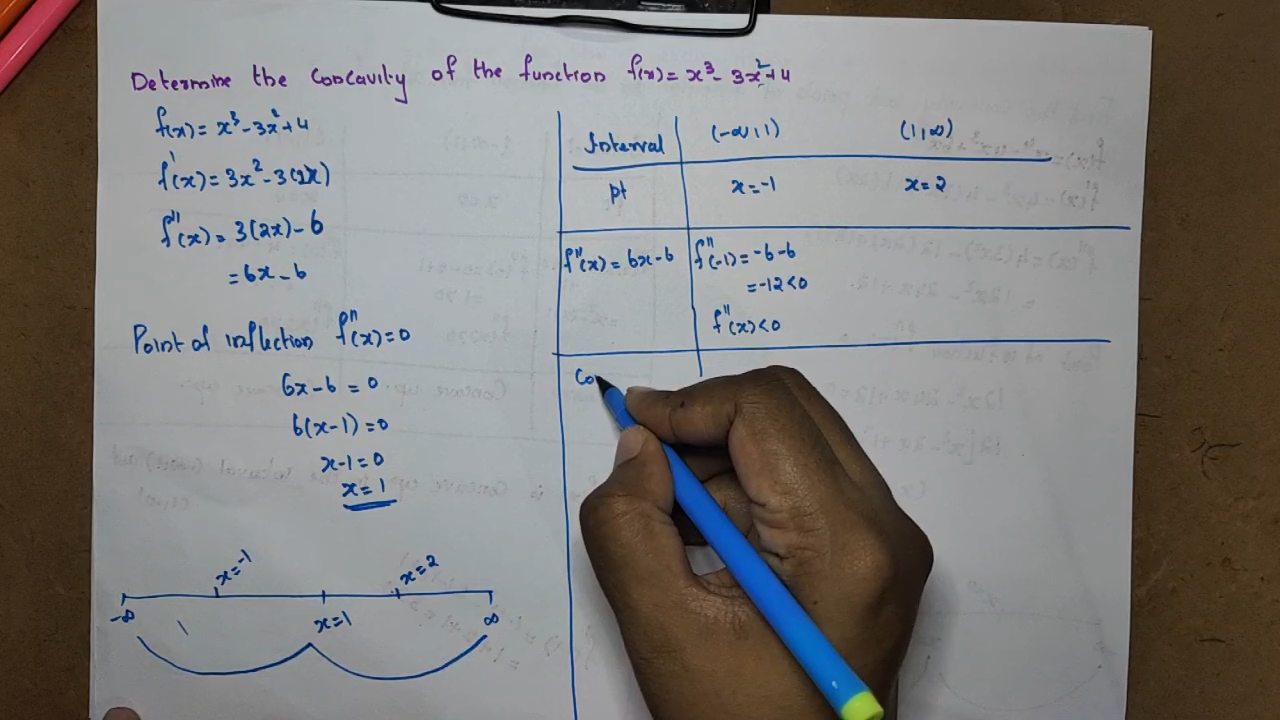 Determine the Concavity of the function f(x) = x³ - 3x² + 4
f(x) = x³ - 3x² + 4
f'(x) = 3x² - 3(2x)
f''(x) = 3(2x) - 6
= 6x - 6
Point of inflection f''(x) = 0
6x - 6 = 0
6(x-1) = 0
x-1 = 0
x = 1
x=-1
x=2
-∞
x=1
∞
Interval (-∞, 1) (1, ∞)
pt x = -1 x = 2
f''(x) = 6x - 6 f''(-1) = -6-6
= -12 < 0
f''(x) < 0
Co